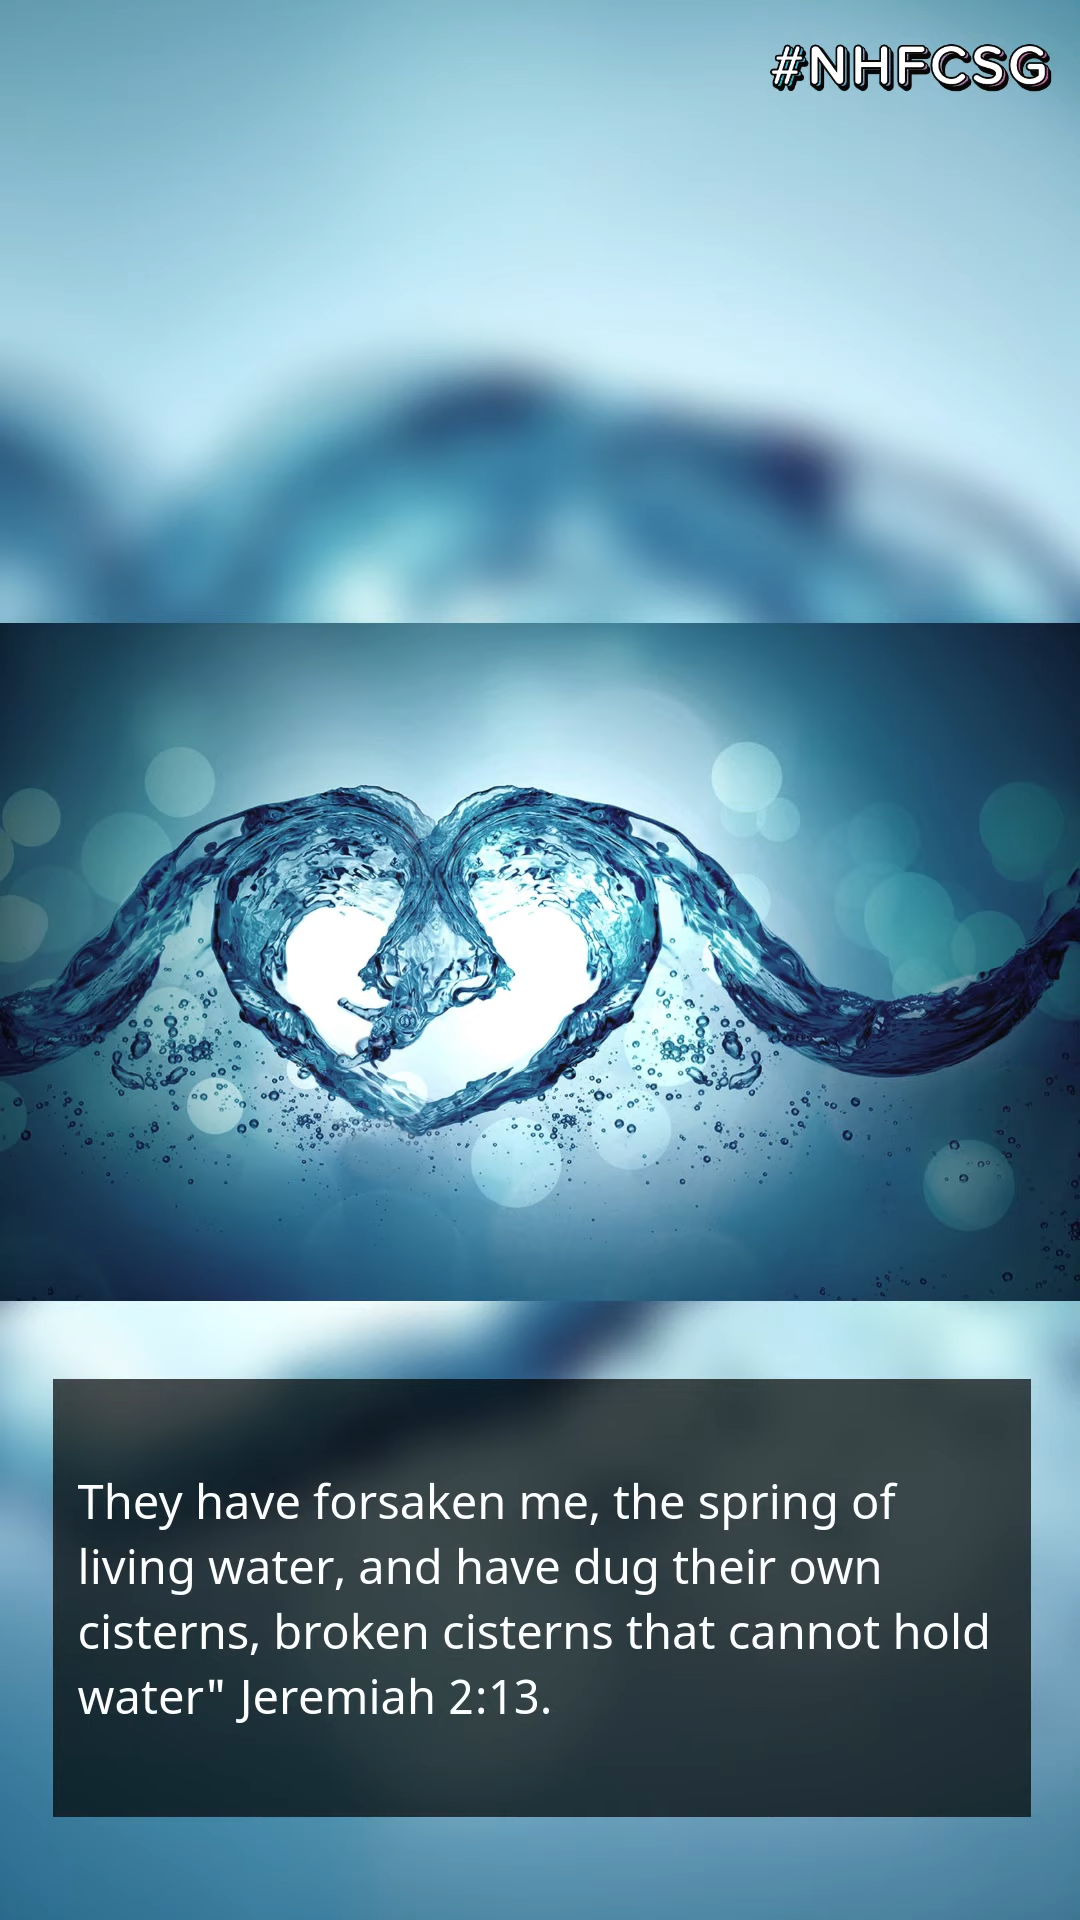 #NHFCSG
They have forsaken me, the spring of
living water, and have dug their own
cisterns, broken cisterns that cannot hold
water" Jeremiah 2:13.